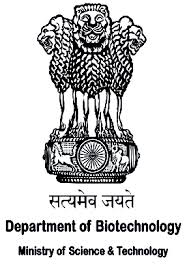 सत्यमेव जयते
Department of Biotechnology
Ministry of Science & Technology